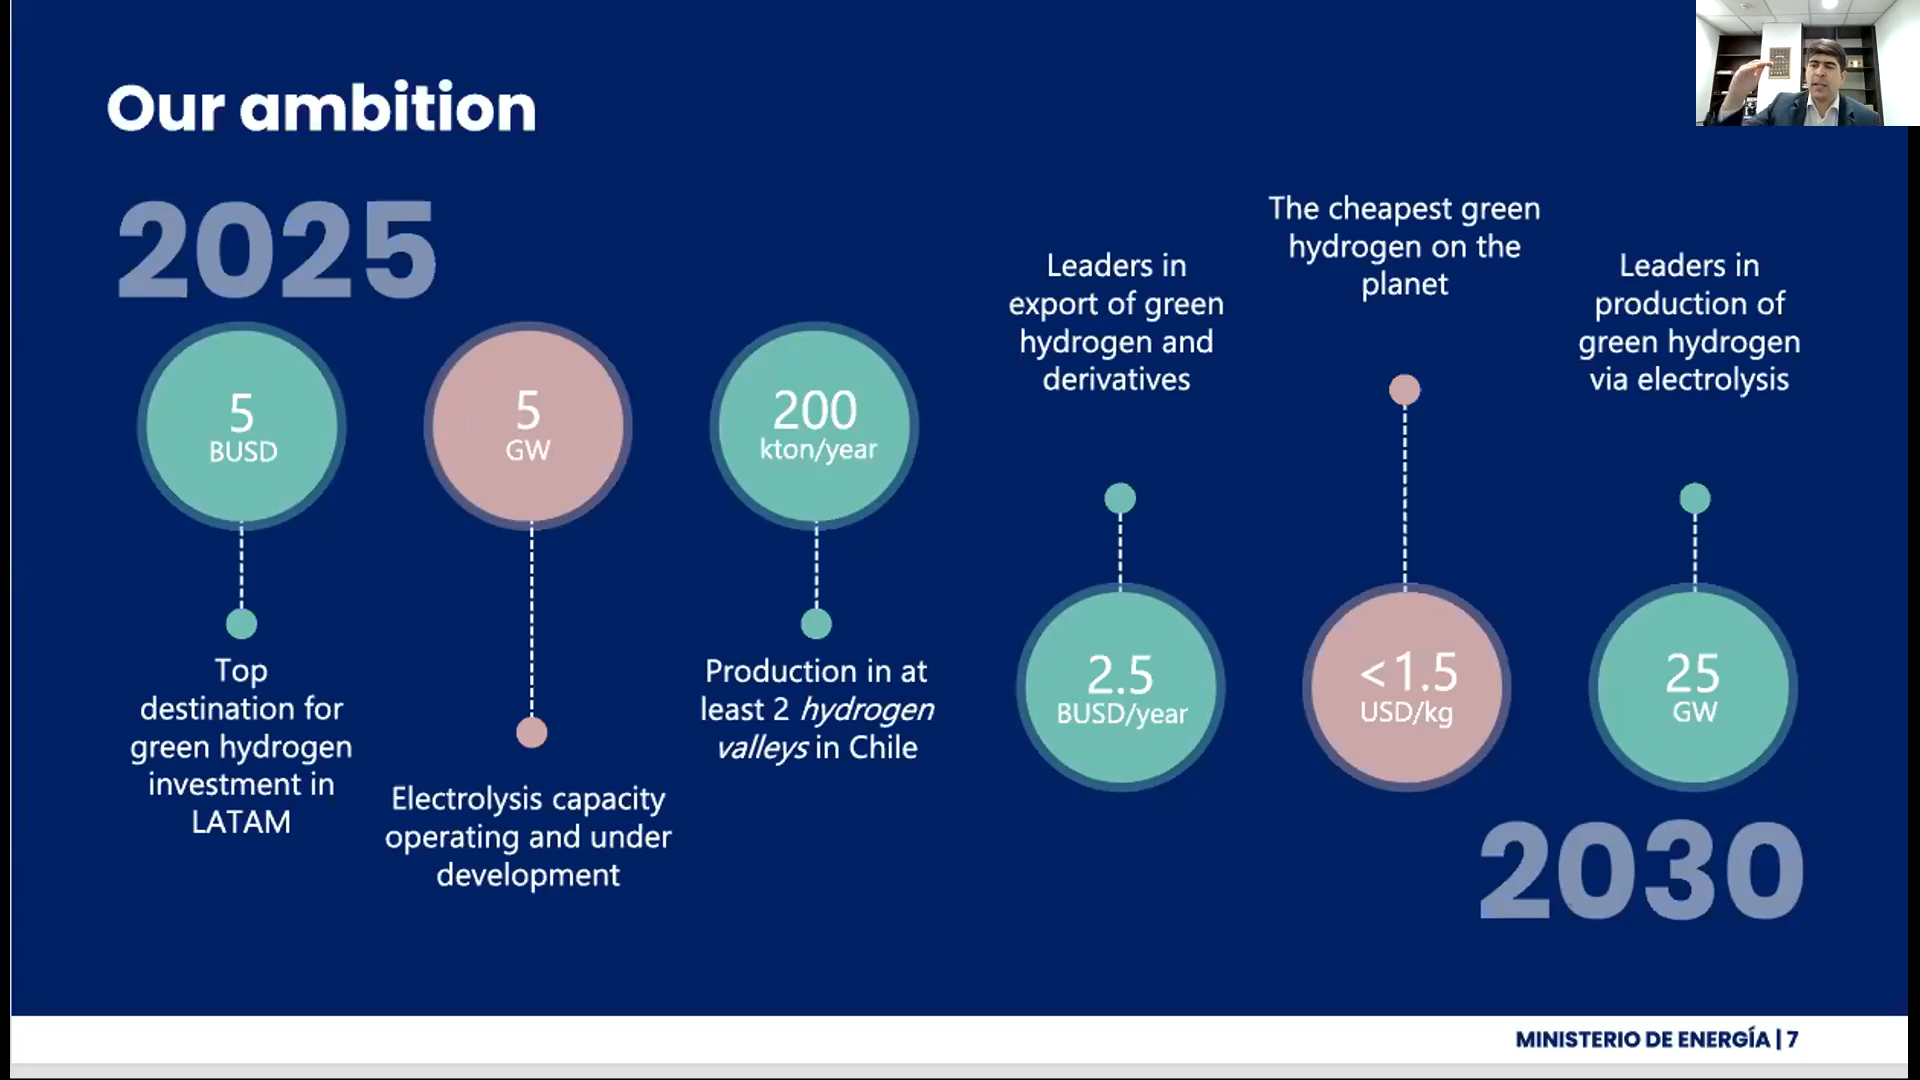 Our ambition
2025
5
BUSD
Top
destination for
green hydrogen
investment in
LATAM
5
GW
Electrolysis capacity
operating and under
development
200
kton/year
Production in at
least 2 hydrogen
valleys in Chile
Leaders in
export of green
hydrogen and
derivatives
2.5
BUSD/year
The cheapest green
hydrogen on the
planet
<1.5
USD/kg
Leaders in
production of
green hydrogen
via electrolysis
25
GW
2030
MINISTERIO DE ENERGÍA | 7